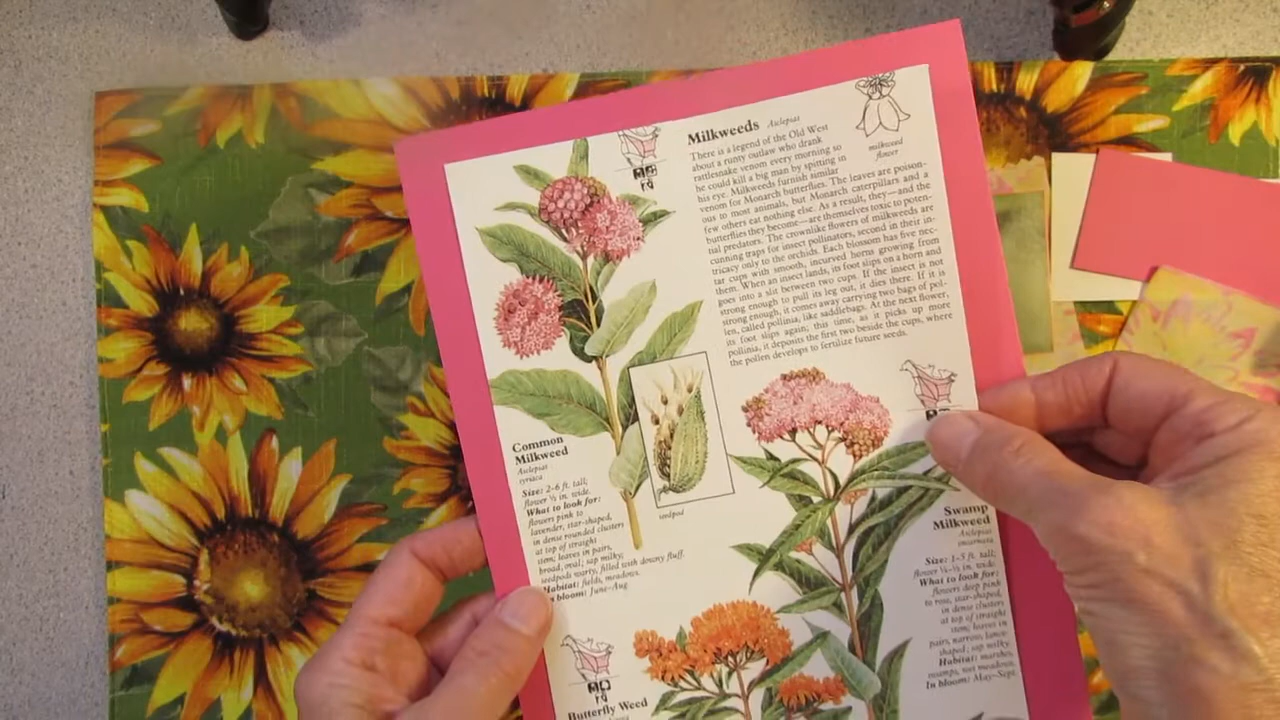 Milkweeds Asclepias
There is a legend of the Old West
about a runty outlaw who drank
rattlesnake venom every morning so
he could kill a big man by spitting in
his eye. Milkweeds furnish similar
venom for Monarch butterflies. The leaves are poison-
ous to most animals, but Monarch caterpillars and a
few others eat nothing else. As a result, they—and the
butterflies they become—are themselves toxic to poten-
tial predators. The crownlike flowers of milkweeds are
cunning traps for insect pollinators, second in their in-
tricacy only to the orchids. Each blossom has five nec-
tar cups with smooth, incurved horns growing from
them. When an insect lands, its foot slips on a horn and
goes into a slit between two cups. If the insect is not
strong enough to pull its leg out, it dies there. If it is
strong enough, it comes away carrying two bags of pol-
len, called pollinia, like saddlebags. At the next flower,
its foot slips again; this time, as it picks up more
pollinia, it deposits the first two beside the cups, where
the pollen develops to fertilize future seeds.
milkweed
flower
Common
Milkweed
Asclepias
syriaca
Size: 2-6 ft. tall;
flower ½ in. wide.
What to look for:
flowers pink to
lavender, star-shaped,
in dense rounded clusters
at top of straight
stem; leaves in pairs,
broad, oval; sap milky;
seedpods warty, filled with downy fluff.
Habitat: fields, meadows.
In bloom: June-Aug
seedpod
Swamp
Milkweed
Asclepias
incarnata
Size: 1-5 ft. tall;
flower ¼-½ in. wide.
What to look for:
flowers deep pink
to rose, star-shaped,
in dense clusters
at top of straight
stem; leaves in
pairs, narrow, lance-
shaped; sap milky.
Habitat: marshes,
swamps, wet meadows.
In bloom: May-Sept.
Butterfly Weed